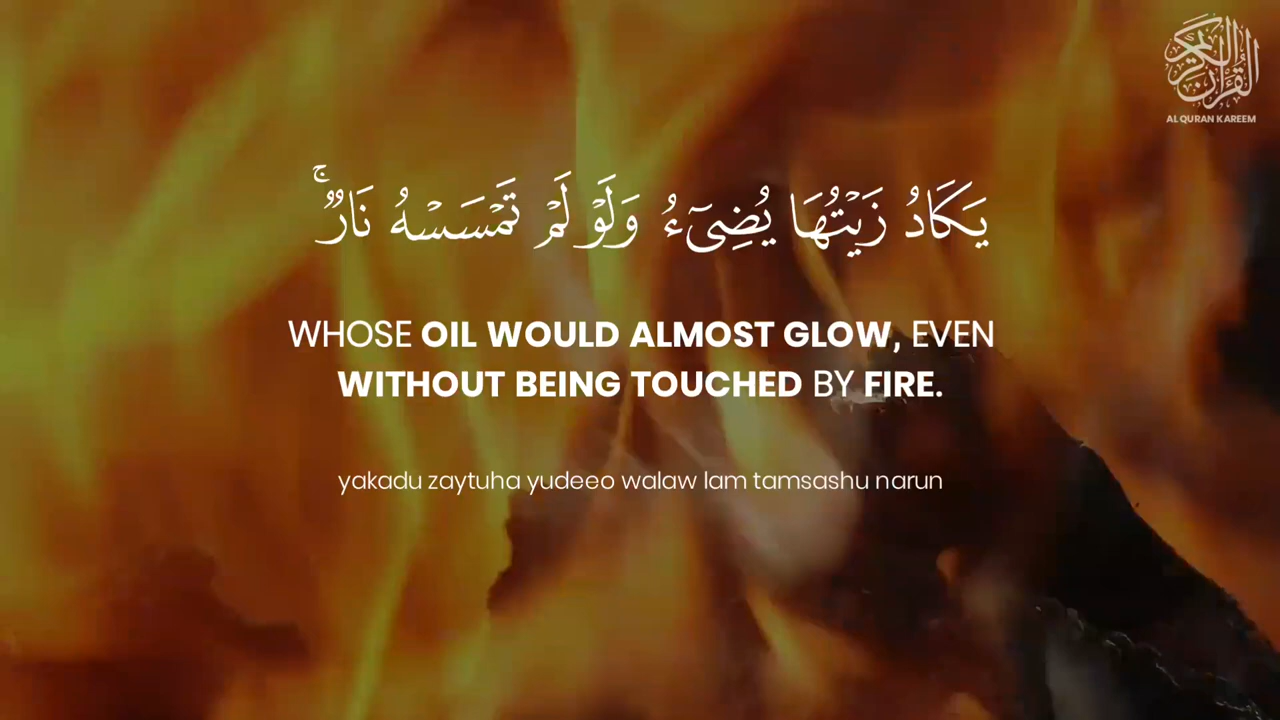 القرآن الكريم
AL QURAN KAREEM
يَكَادُ زَيْتُهَا يُضِىٓءُ وَلَوْ لَمْ تَمْسَسْهُ نَارٌۭ ۚ
WHOSE OIL WOULD ALMOST GLOW, EVEN
WITHOUT BEING TOUCHED BY FIRE.
yakadu zaytuha yudeeo walaw lam tamsashu narun